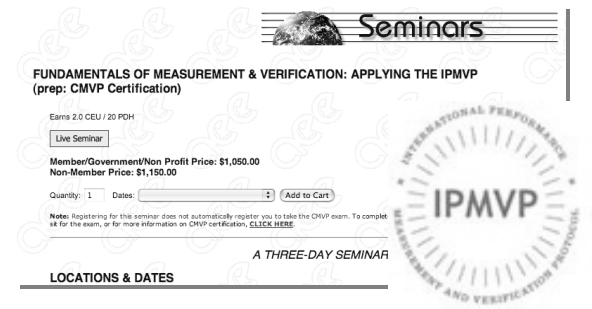 Seminars
FUNDAMENTALS OF MEASUREMENT & VERIFICATION: APPLYING THE IPMVP
(prep: CMVP Certification)
Earns 2.0 CEU / 20 PDH
Live Seminar
Member/Government/Non Profit Price: $1,050.00
Non-Member Price: $1,150.00
Quantity: 1 Dates: Add to Cart
Note: Registering for this seminar does not automatically register you to take the CMVP exam. To complet
sit for the exam, or for more information on CMVP certification, CLICK HERE.
A THREE-DAY SEMINAR
LOCATIONS & DATES
INTERNATIONAL PERFORMANCE
IPMVP
MEASUREMENT AND VERIFICATION PROTOCOL